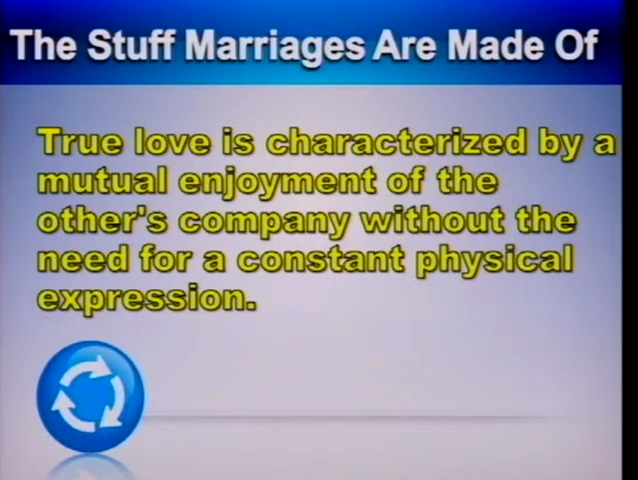 The Stuff Marriages Are Made Of
True love is characterized by a
mutual enjoyment of the
other's company without the
need for a constant physical
expression.